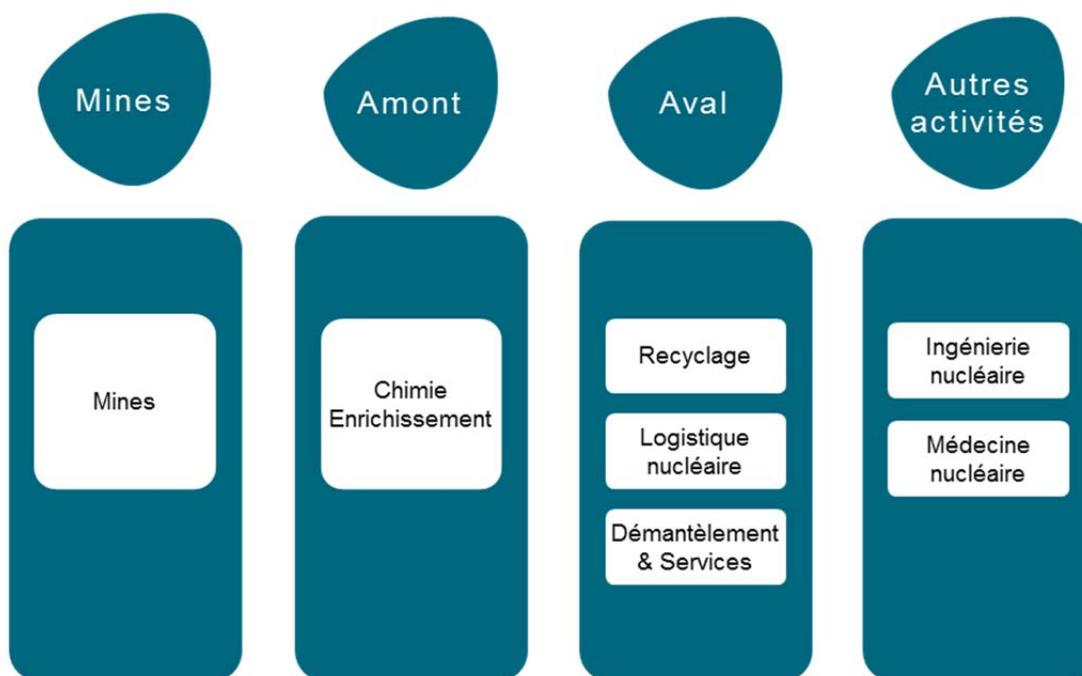 Mines
Amont
Aval
Autres
activités
Mines
Chimie
Enrichissement
Recyclage
Logistique
nucléaire
Démantèlement
& Services
Ingénierie
nucléaire
Médecine
nucléaire